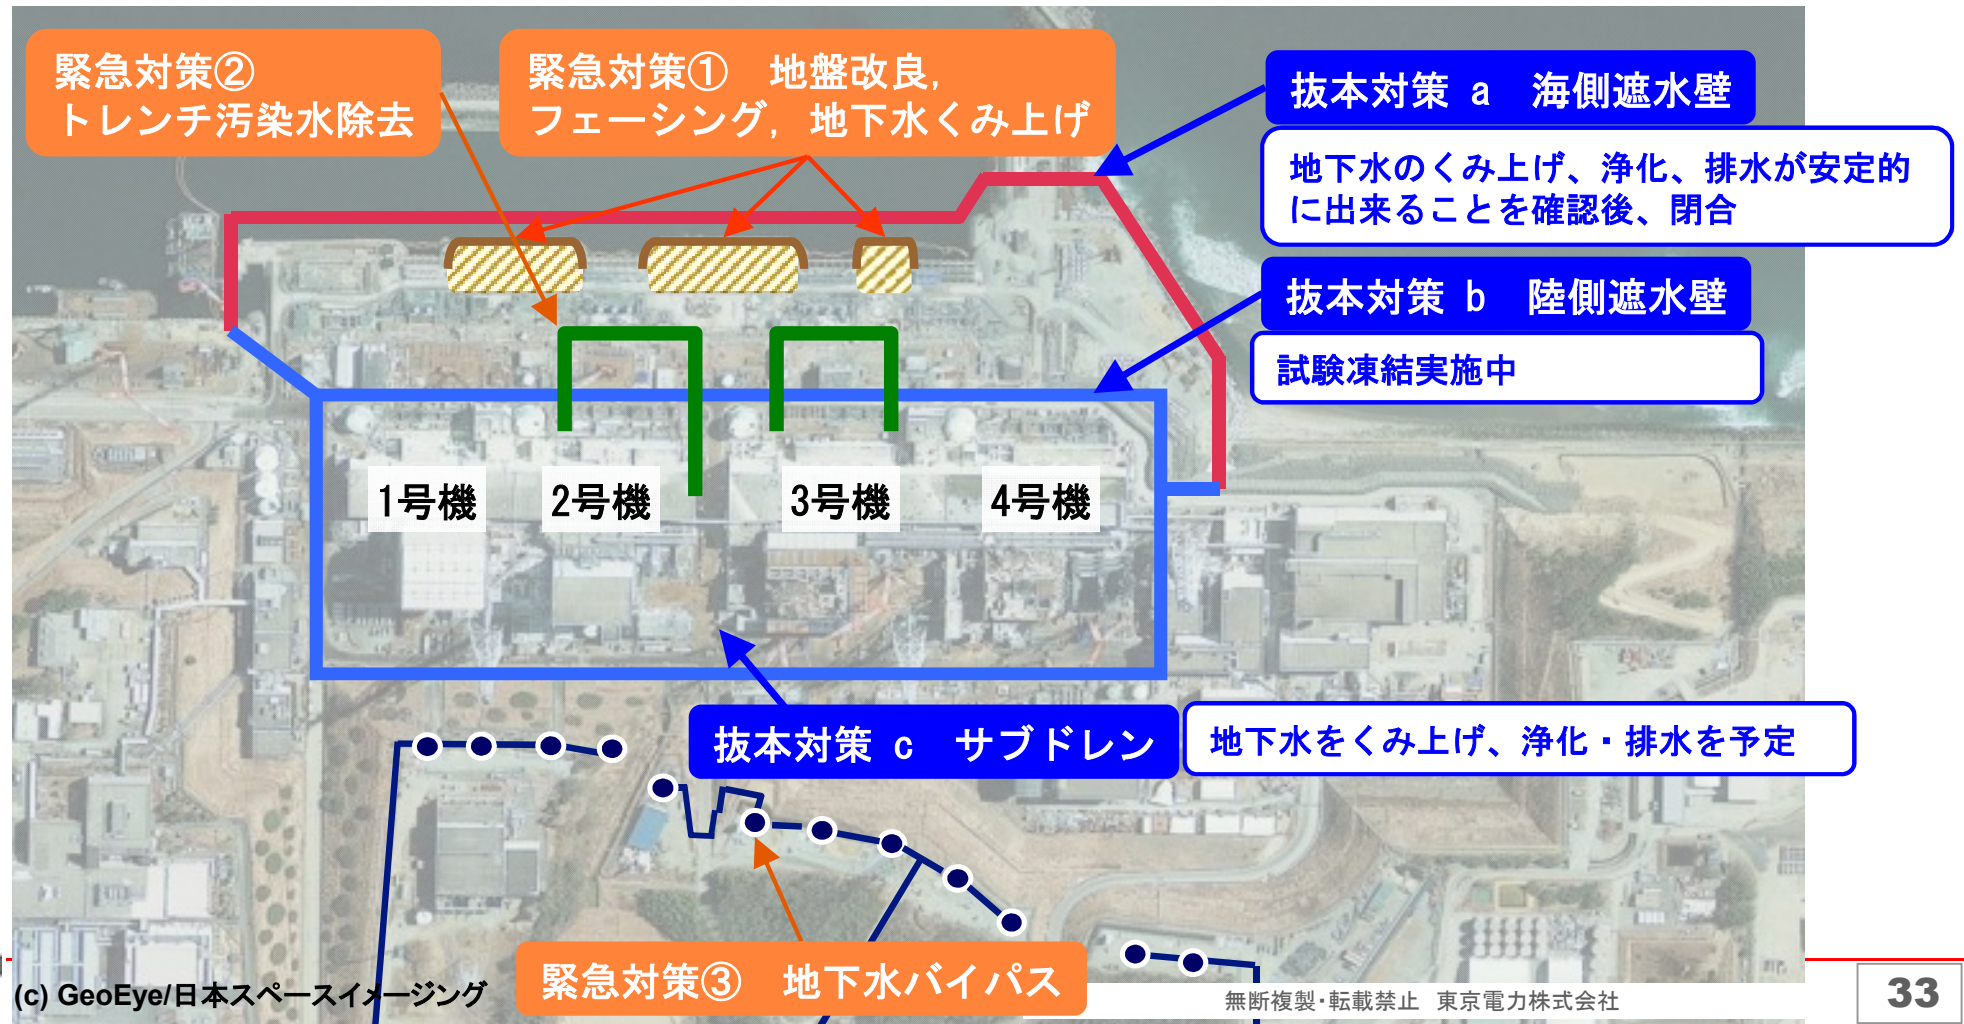 緊急対策②
トレンチ汚染水除去
緊急対策①　地盤改良,
フェーシング, 地下水くみ上げ
抜本対策 a　海側遮水壁
地下水のくみ上げ、浄化、排水が安定的
に出来ることを確認後、閉合
抜本対策 b　陸側遮水壁
試験凍結実施中
1号機
2号機
3号機
4号機
抜本対策 c　サブドレン
地下水をくみ上げ、浄化・排水を予定
緊急対策③　地下水バイパス
(c) GeoEye/日本スペースイメージング
無断複製･転載禁止　東京電力株式会社
33